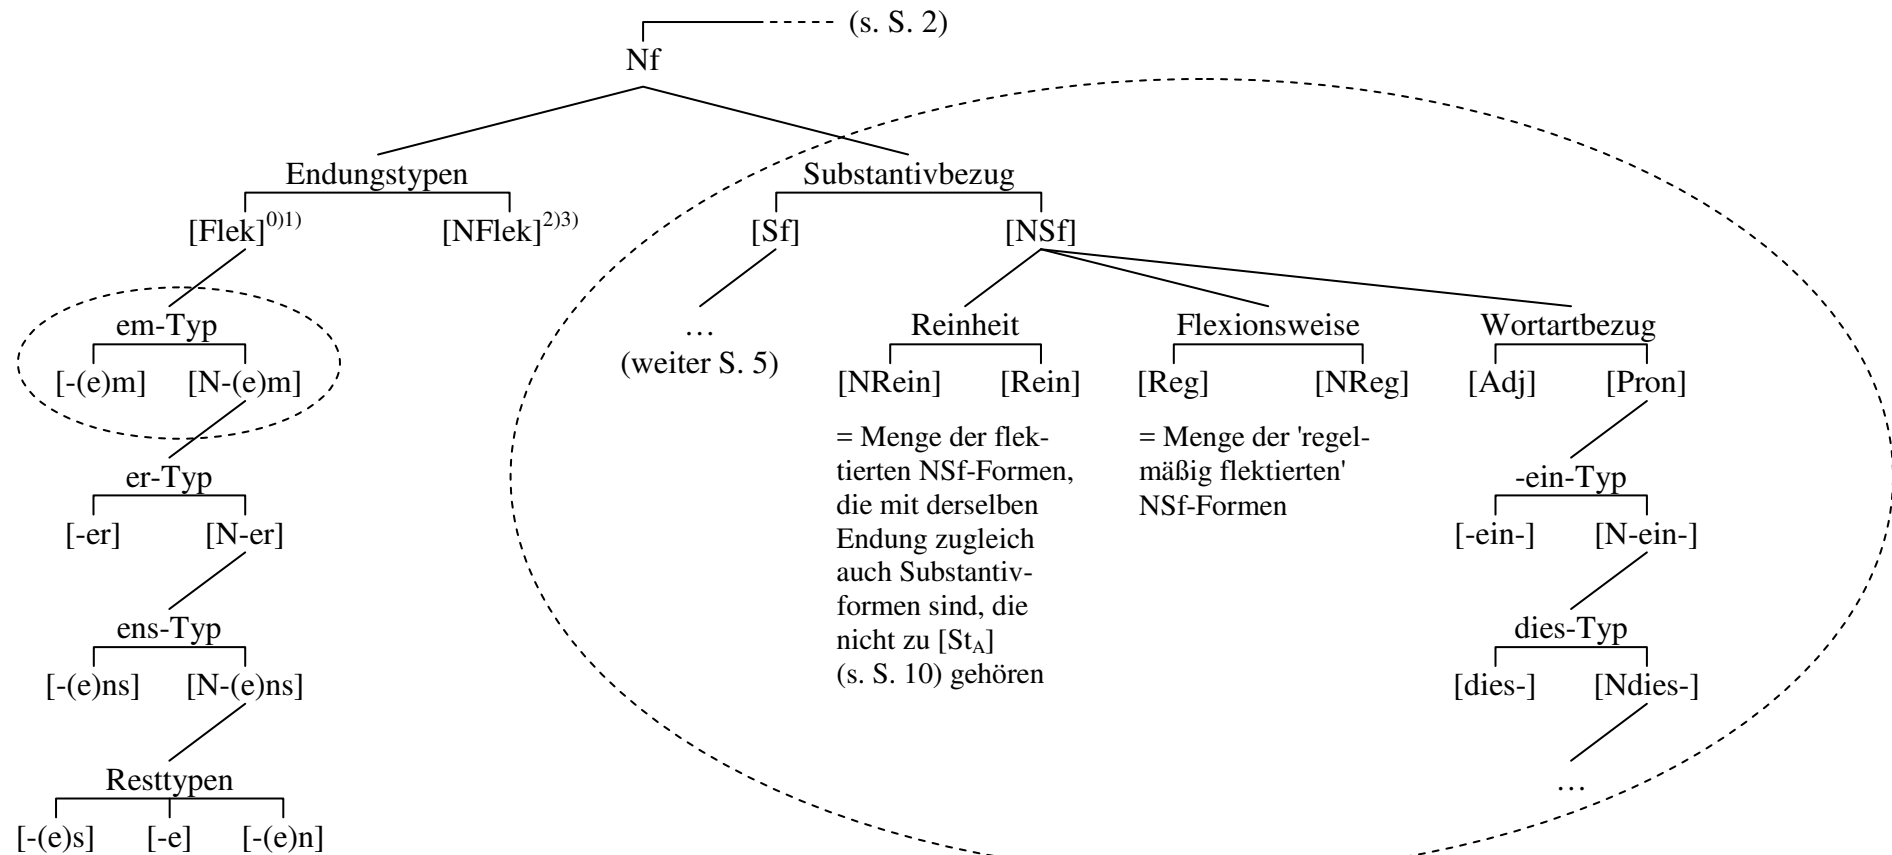 (s. S. 2)
Nf
Endungstypen
Substantivbezug
[Flek]0)1)
[NFlek]2)3)
[Sf]
[NSf]
em-Typ
…
(weiter S. 5)
Reinheit
Flexionsweise
Wortartbezug
[-(e)m]
[N-(e)m]
[NRein]
[Rein]
[Reg]
[NReg]
[Adj]
[Pron]
= Menge der flek-
tierten NSf-Formen,
die mit derselben
Endung zugleich
auch Substantiv-
formen sind, die
nicht zu [StA]
(s. S. 10) gehören
= Menge der 'regel-
mäßig flektierten'
NSf-Formen
er-Typ
-ein-Typ
[-er]
[N-er]
[-ein-]
[N-ein-]
ens-Typ
dies-Typ
[-(e)ns]
[N-(e)ns]
[dies-]
[Ndies-]
Resttypen
…
[-(e)s]
[-e]
[-(e)n]